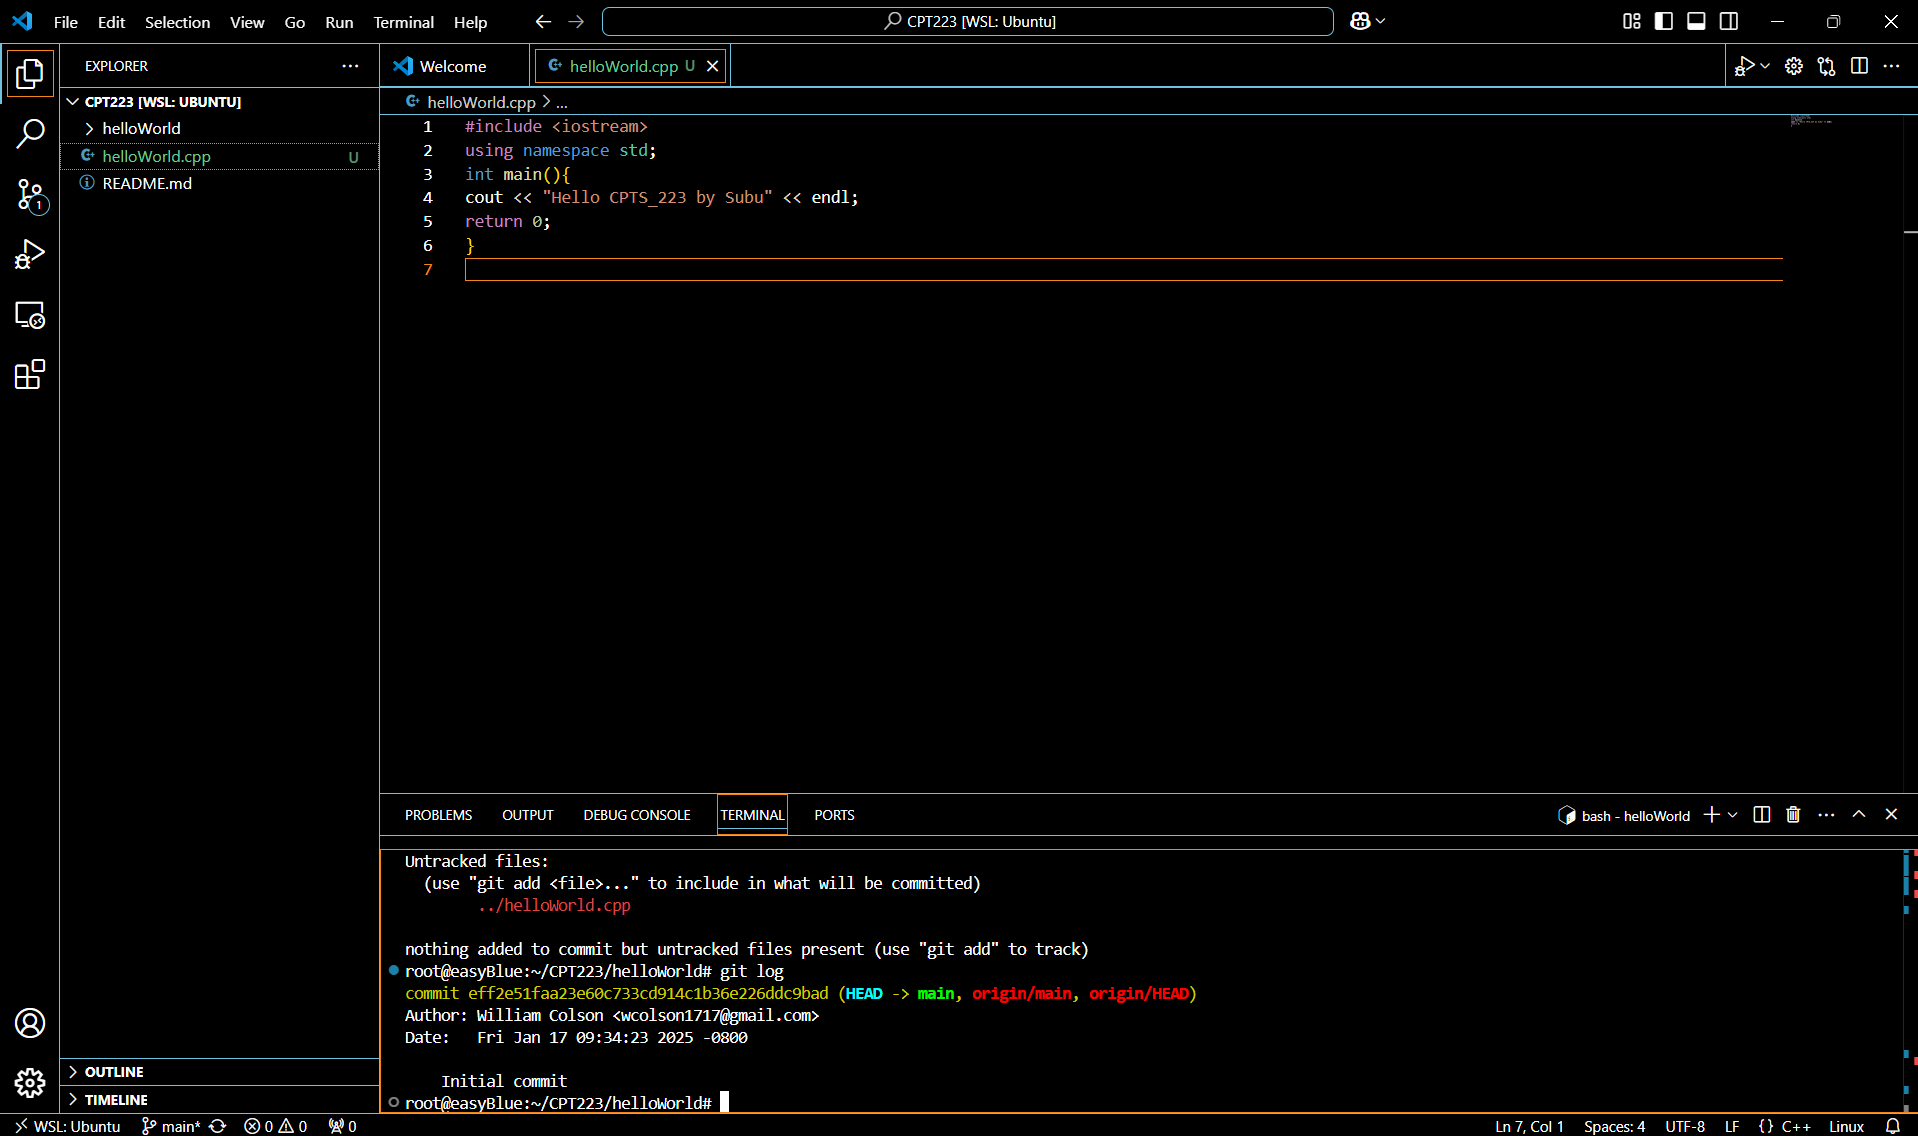 File Edit Selection View Go Run Terminal Help
CPT223 [WSL: Ubuntu]
EXPLORER
Welcome
helloWorld.cpp U
CPT223 [WSL: UBUNTU]
helloWorld
helloWorld.cpp U
README.md
1
helloWorld.cpp > ...
1 #include <iostream>
2 using namespace std;
3 int main(){
4 cout << "Hello CPTS_223 by Subu" << endl;
5 return 0;
6 }
7
PROBLEMS OUTPUT DEBUG CONSOLE TERMINAL PORTS
bash - helloWorld
Untracked files:
(use "git add <file>..." to include in what will be committed)
../helloWorld.cpp
nothing added to commit but untracked files present (use "git add" to track)
root@easyBlue:~/CPT223/helloWorld# git log
commit eff2e51faa23e60c733cd914c1b36e226ddc9bad (HEAD -> main, origin/main, origin/HEAD)
Author: William Colson <wcolson1717@gmail.com>
Date:   Fri Jan 17 09:34:23 2025 -0800
Initial commit
root@easyBlue:~/CPT223/helloWorld#
OUTLINE
TIMELINE
WSL: Ubuntu main* 0 0 0 Ln 7, Col 1 Spaces: 4 UTF-8 LF {} C++ Linux